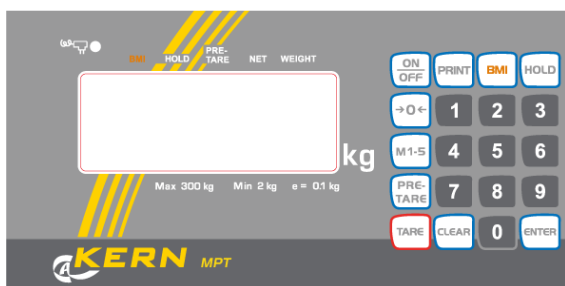 BMI HOLD PRE-TARE NET WEIGHT
kg
Max 300 kg Min 2 kg e = 0.1 kg
KERN MPT
ON OFF PRINT BMI HOLD
→0← 1 2 3
M1-5 4 5 6
PRE-TARE 7 8 9
TARE CLEAR 0 ENTER